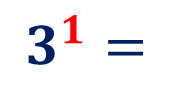 3¹ =